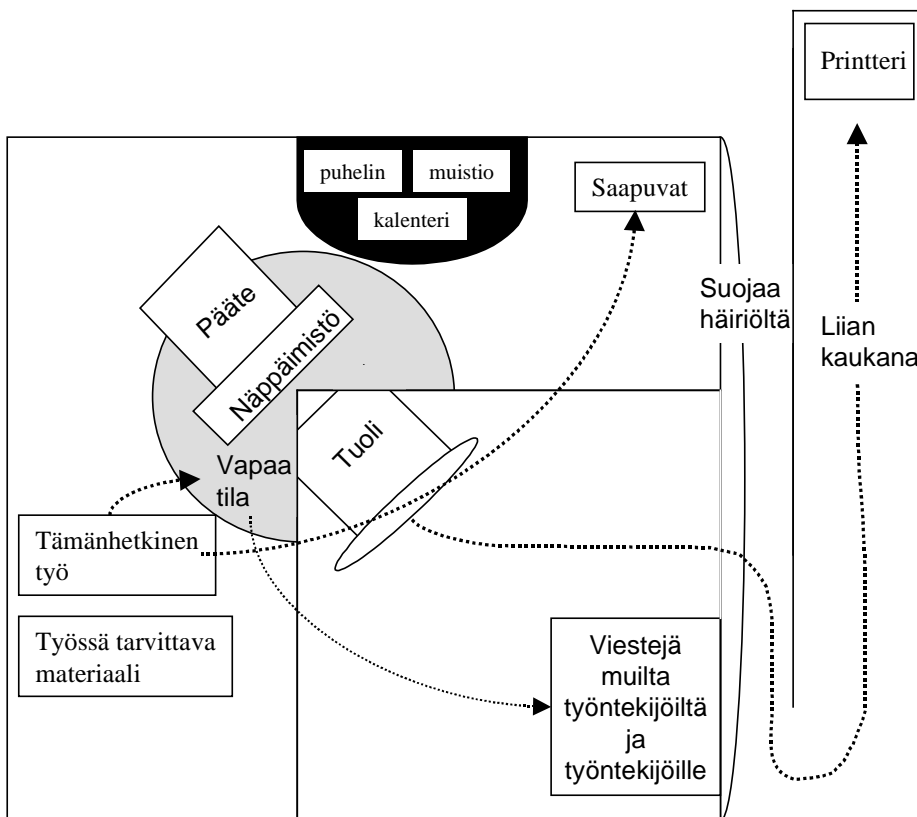 Printteri
puhelin
muistio
kalenteri
Saapuvat
Pääte
Näppäimistö
Suojaa
häiriöltä
Liian
kaukana
Tuoli
Vapaa
tila
Tämänhetkinen
työ
Työssä tarvittava
materiaali
Viestejä
muilta
työntekijöiltä
ja
työntekijöille